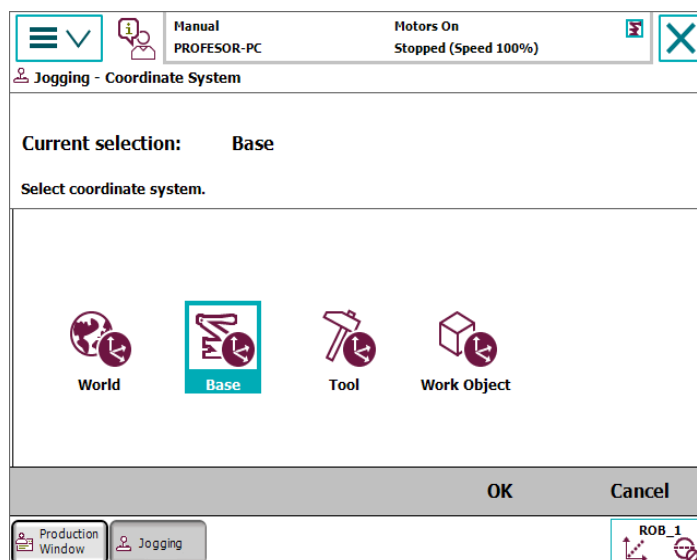 Manual
PROFESOR-PC
Motors On
Stopped (Speed 100%)
Jogging - Coordinate System
Current selection: Base
Select coordinate system.
World
Base
Tool
Work Object
OK
Cancel
Production
Window
Jogging
ROB_1